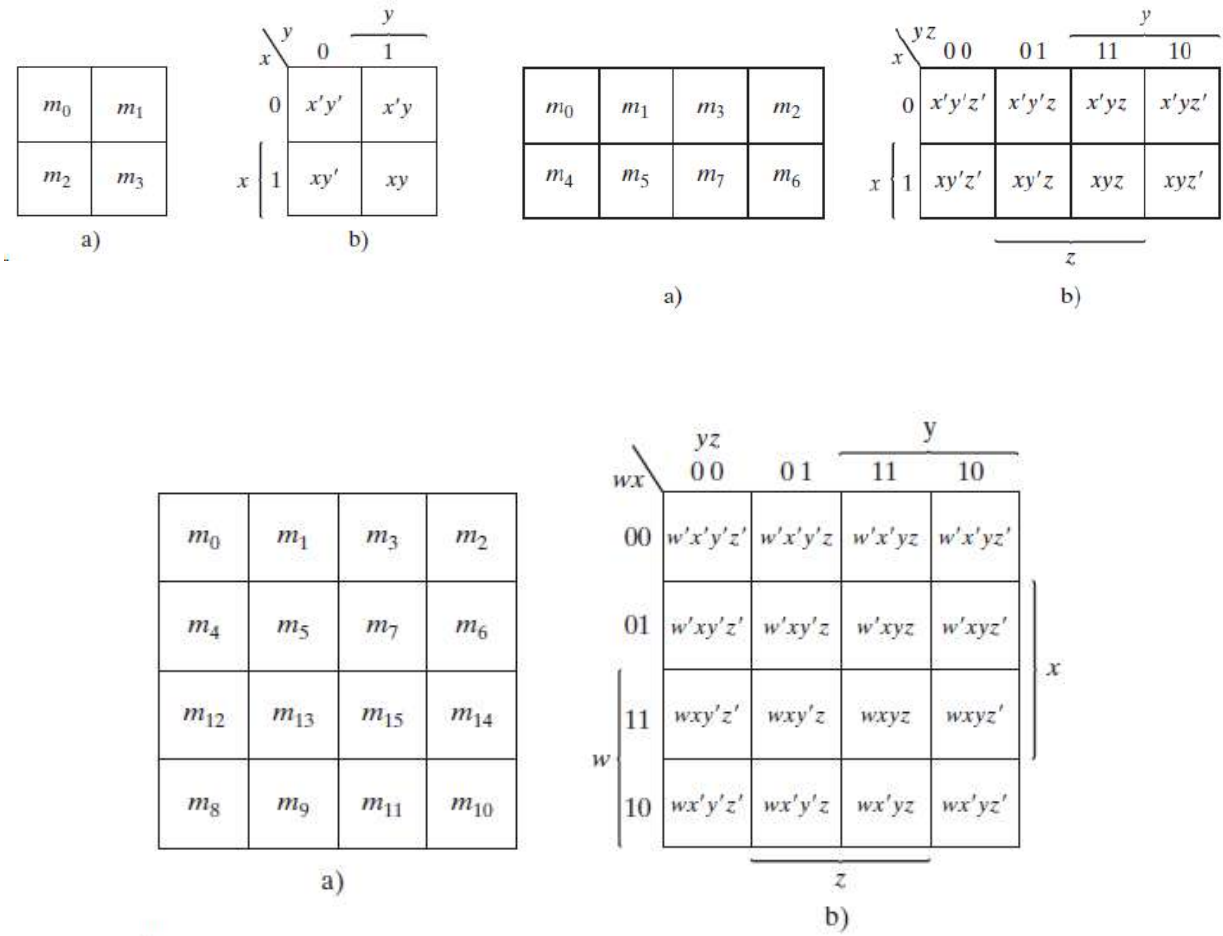 y
y
x 0 1
m0 m1
0 x'y' x'y
m2 m3
x 1 xy' xy
a)
b)
y
yz
x 00 01 11 10
m0 m1 m3 m2
0 x'y'z' x'y'z x'yz x'yz'
m4 m5 m7 m6
x 1 xy'z' xy'z xyz xyz'
z
a)
b)
y
yz
wx 00 01 11 10
m0 m1 m3 m2
00 w'x'y'z' w'x'y'z w'x'yz w'x'yz'
m4 m5 m7 m6
01 w'xy'z' w'xy'z w'xyz w'xyz'
x
m12 m13 m15 m14
11 wxy'z' wxy'z wxyz wxyz'
w
m8 m9 m11 m10
10 wx'y'z' wx'y'z wx'yz wx'yz'
z
a)
b)